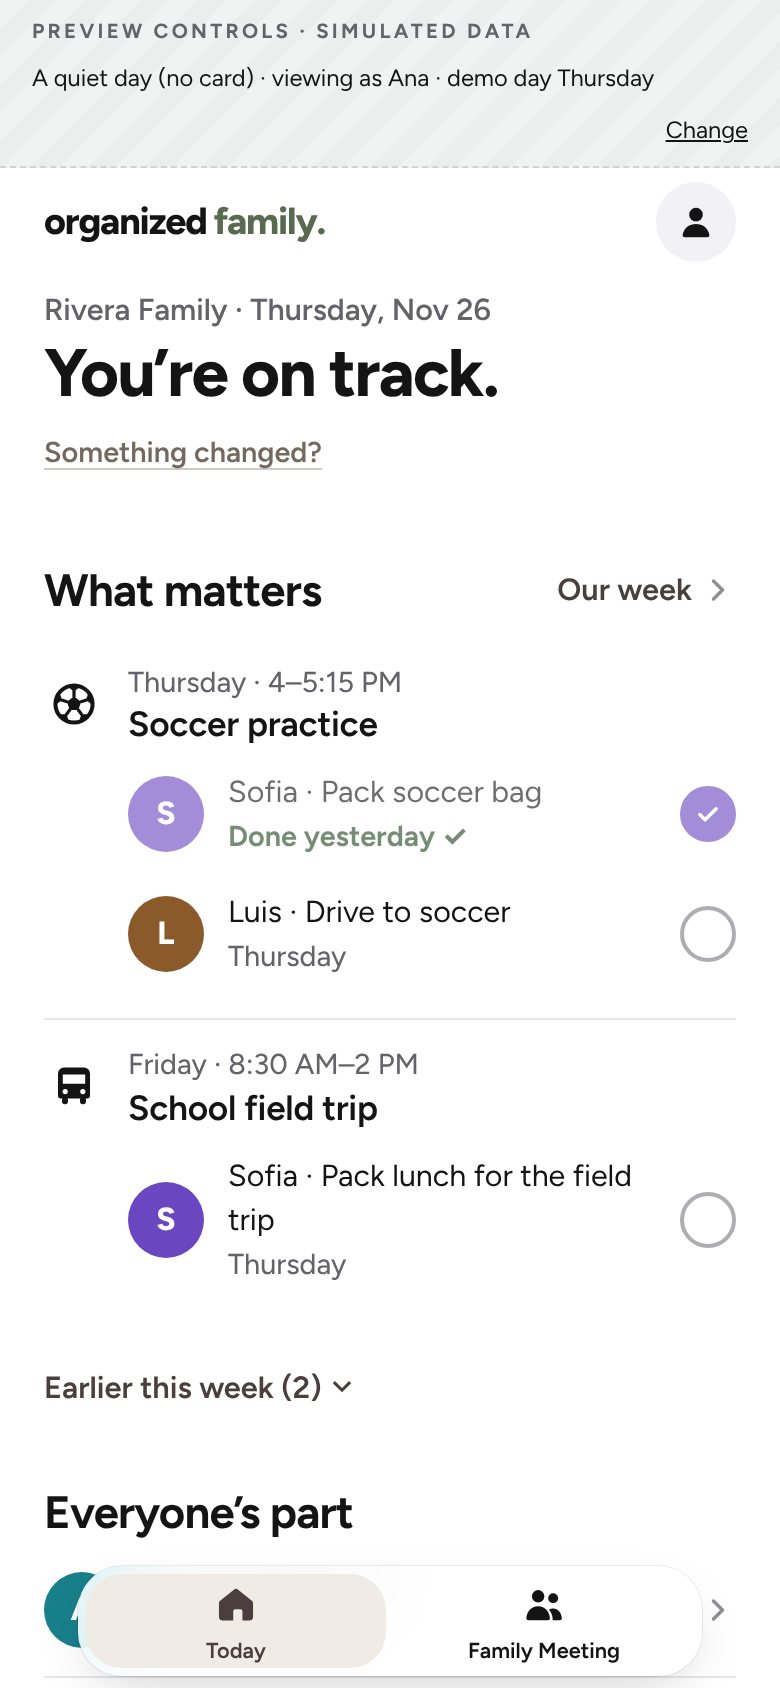 PREVIEW CONTROLS · SIMULATED DATA
A quiet day (no card) · viewing as Ana · demo day Thursday
Change
organized family.
Rivera Family · Thursday, Nov 26
You’re on track.
Something changed?
What matters
Our week
Thursday · 4–5:15 PM
Soccer practice
S
Sofia · Pack soccer bag
Done yesterday
L
Luis · Drive to soccer
Thursday
Friday · 8:30 AM–2 PM
School field trip
S
Sofia · Pack lunch for the field
trip
Thursday
Earlier this week (2)
Everyone’s part
Today
Family Meeting